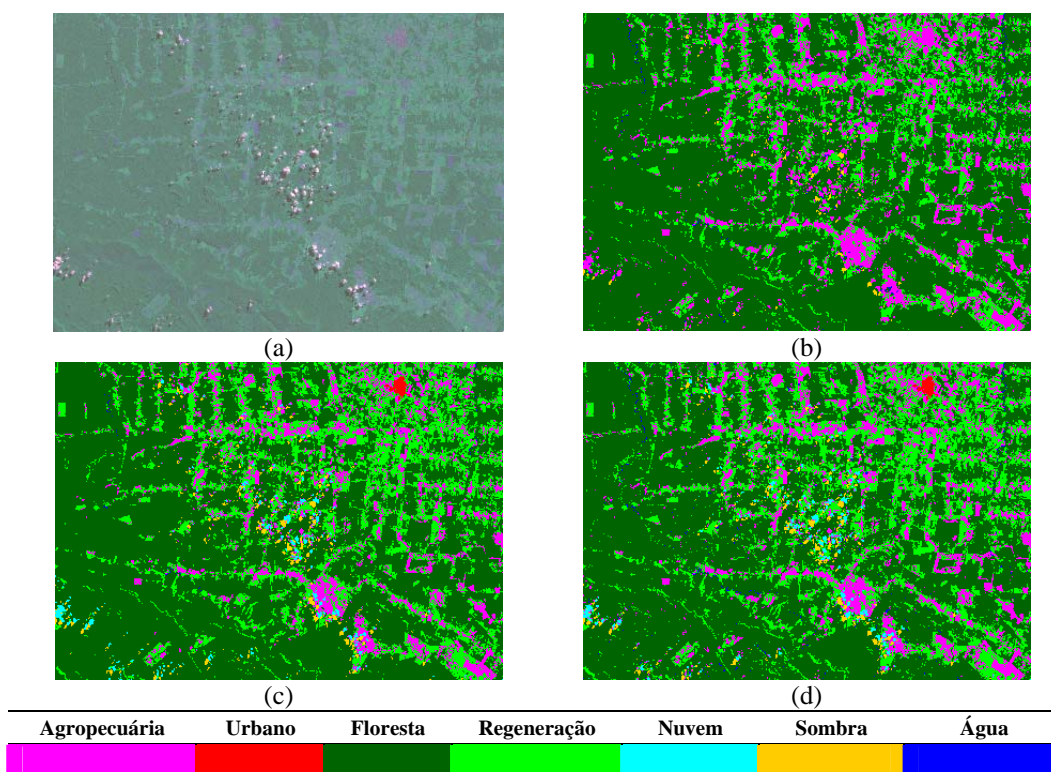 (a)
(b)
(c)
(d)
Agropecuária Urbano Floresta Regeneração Nuvem Sombra Água